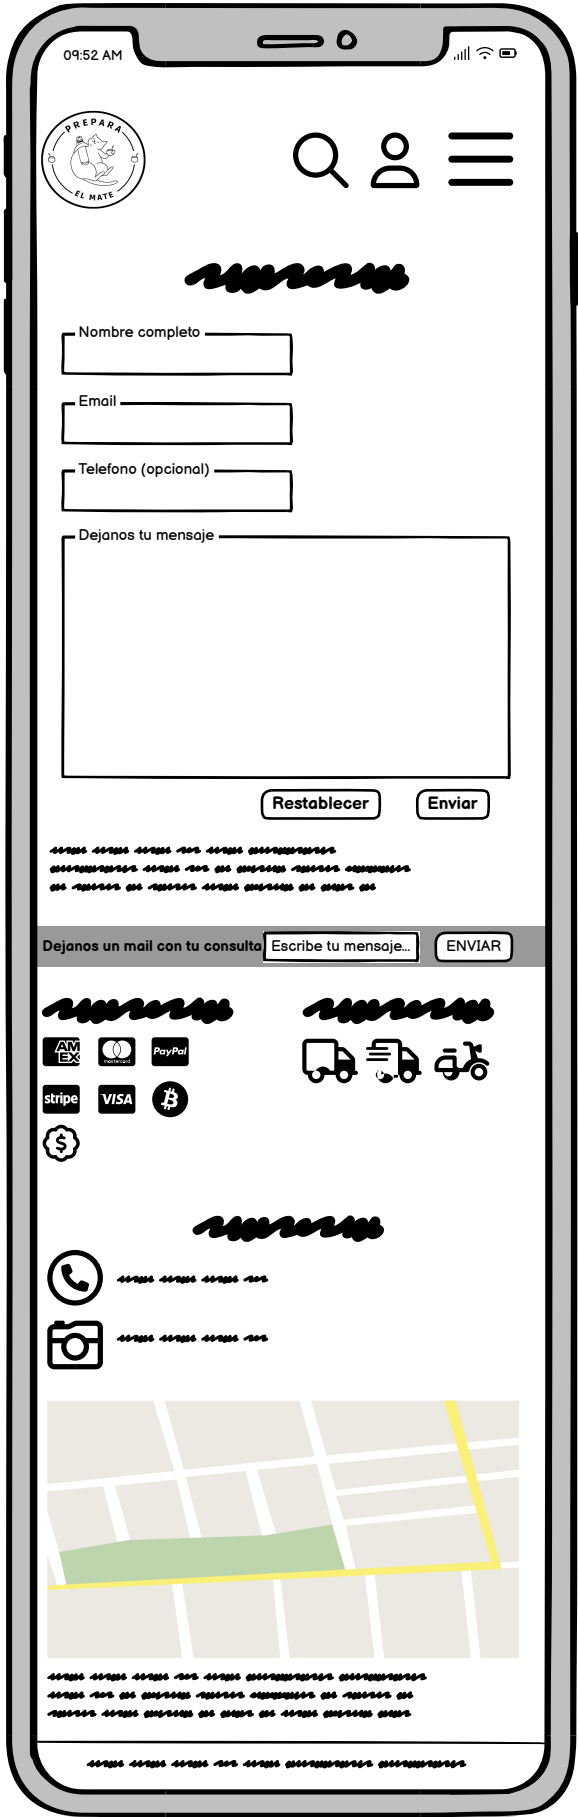 09:52 AM
PREPARA
EL MATE
Nombre completo
Email
Telefono (opcional)
Dejanos tu mensaje
Restablecer Enviar
Dejanos un mail con tu consulta Escribe tu mensaje... ENVIAR
AM
EX
mastercard
PayPal
stripe VISA